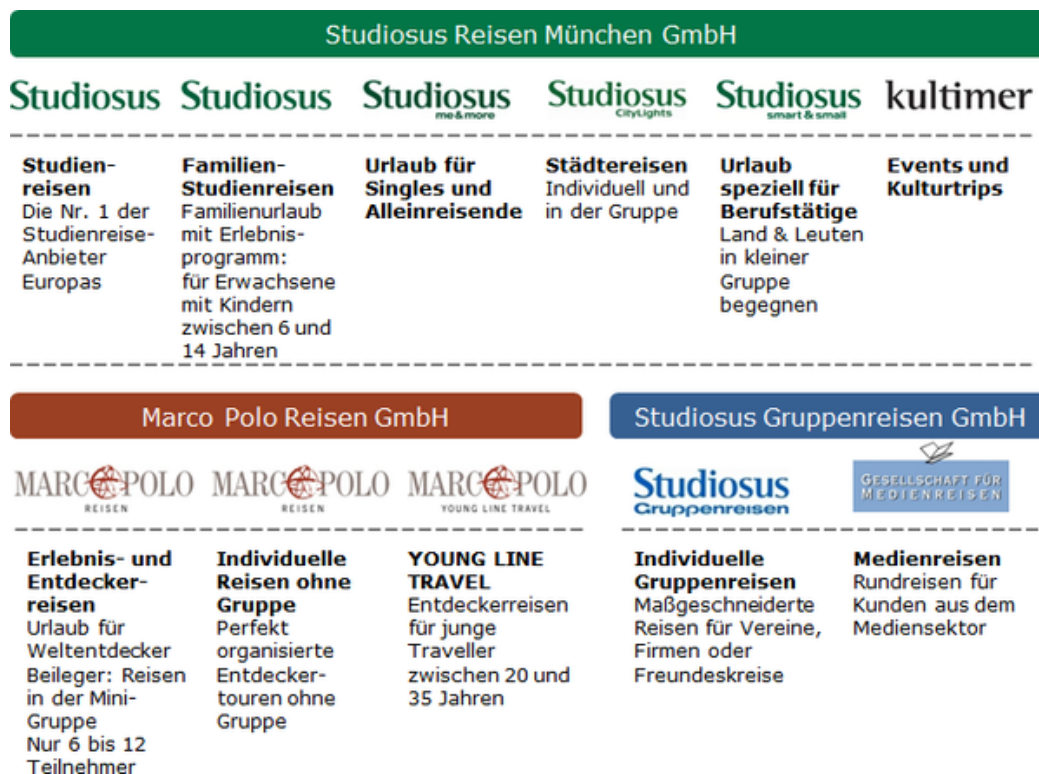 Studiosus Reisen München GmbH
Studiosus
Studiosus
Studiosus
me & more
Studiosus
CityLights
Studiosus
smart & small
kultimer
Studien-
reisen
Die Nr. 1 der
Studienreise-
Anbieter
Europas
Familien-
Studienreisen
Familienurlaub
mit Erlebnis-
programm:
für Erwachsene
mit Kindern
zwischen 6 und
14 Jahren
Urlaub für
Singles und
Alleinreisende
Städtereisen
Individuell und
in der Gruppe
Urlaub
speziell für
Berufstätige
Land & Leuten
in kleiner
Gruppe
begegnen
Events und
Kulturtrips
Marco Polo Reisen GmbH
MARCO POLO
REISEN
MARCO POLO
REISEN
MARCO POLO
YOUNG LINE TRAVEL
Erlebnis- und
Entdecker-
reisen
Urlaub für
Weltentdecker
Beileger: Reisen
in der Mini-
Gruppe
Nur 6 bis 12
Teilnehmer
Individuelle
Reisen ohne
Gruppe
Perfekt
organisierte
Entdecker-
touren ohne
Gruppe
YOUNG LINE
TRAVEL
Entdeckerreisen
für junge
Traveller
zwischen 20 und
35 Jahren
Studiosus Gruppenreisen GmbH
Studiosus
Gruppenreisen
GESELLSCHAFT FÜR
MEDIENREISEN
Individuelle
Gruppenreisen
Maßgeschneiderte
Reisen für Vereine,
Firmen oder
Freundeskreise
Medienreisen
Rundreisen für
Kunden aus dem
Mediensektor